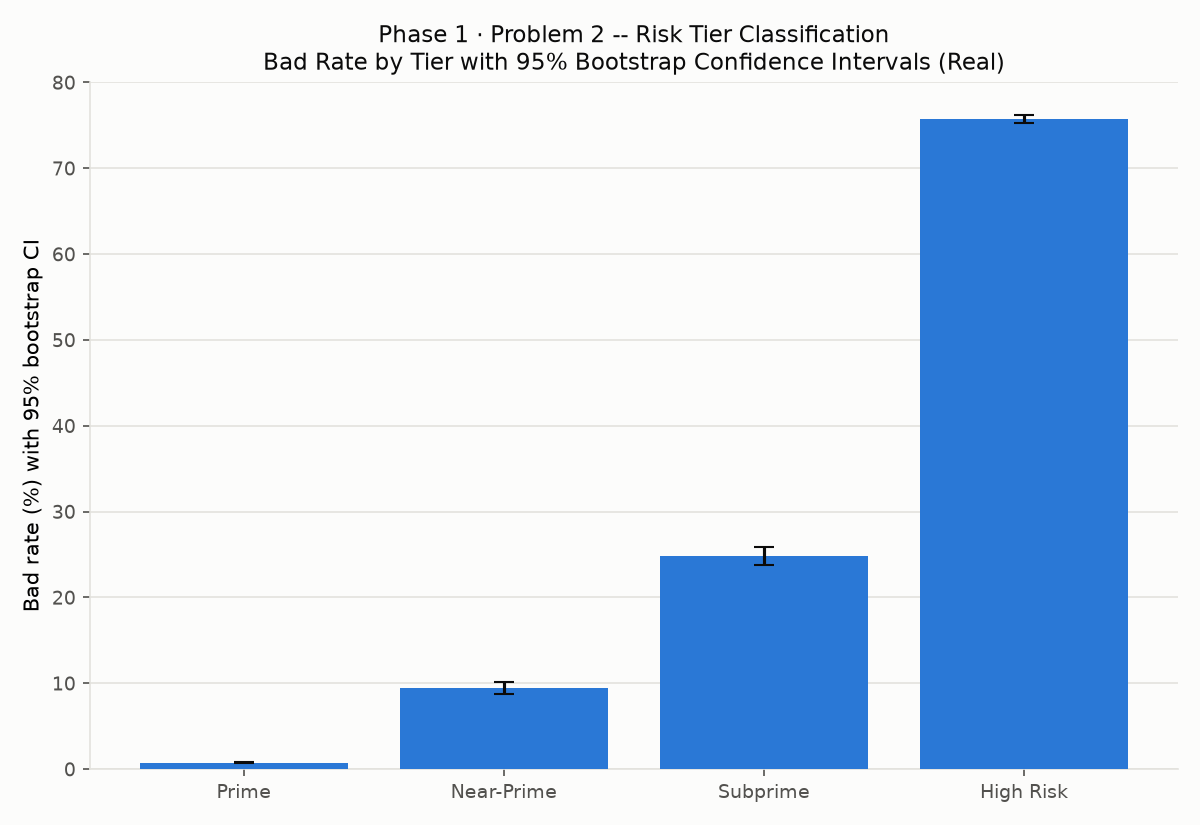 Phase 1 · Problem 2 -- Risk Tier Classification
Bad Rate by Tier with 95% Bootstrap Confidence Intervals (Real)
Bad rate (%) with 95% bootstrap CI
80
70
60
50
40
30
20
10
0
Prime
Near-Prime
Subprime
High Risk